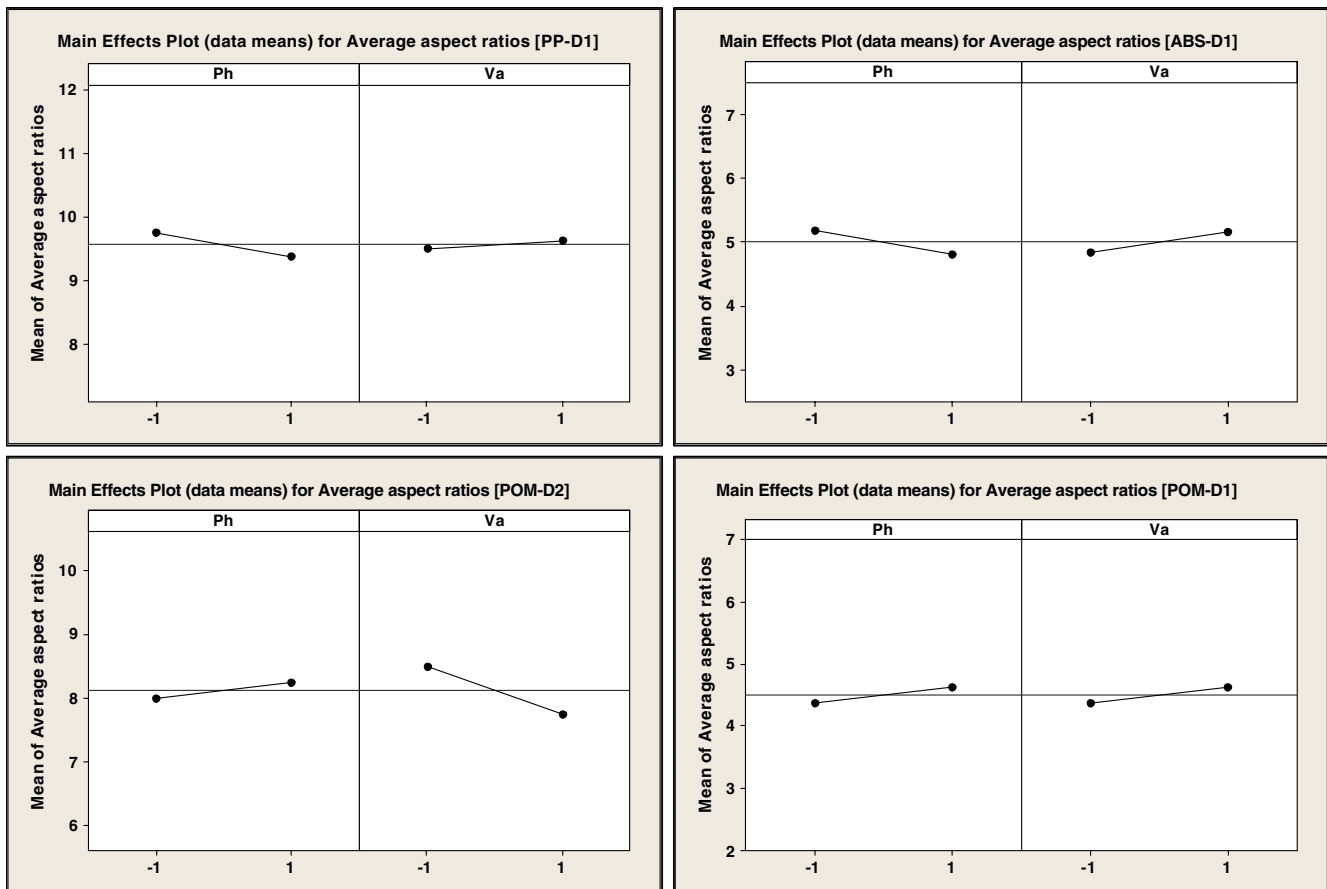 Main Effects Plot (data means) for Average aspect ratios [PP-D1]
Ph Va
Mean of Average aspect ratios
12
11
10
9
8
-1 1 -1 1
Main Effects Plot (data means) for Average aspect ratios [ABS-D1]
Ph Va
Mean of Average aspect ratios
7
6
5
4
3
-1 1 -1 1
Main Effects Plot (data means) for Average aspect ratios [POM-D2]
Ph Va
Mean of Average aspect ratios
10
9
8
7
6
-1 1 -1 1
Main Effects Plot (data means) for Average aspect ratios [POM-D1]
Ph Va
Mean of Average aspect ratios
7
6
5
4
3
2
-1 1 -1 1